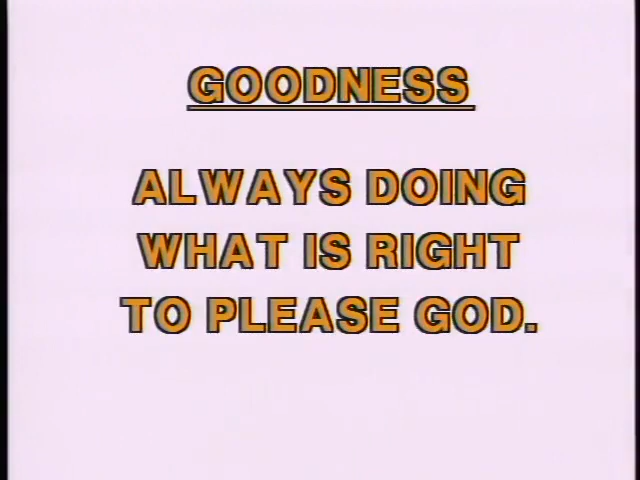 GOODNESS
ALWAYS DOING
WHAT IS RIGHT
TO PLEASE GOD.